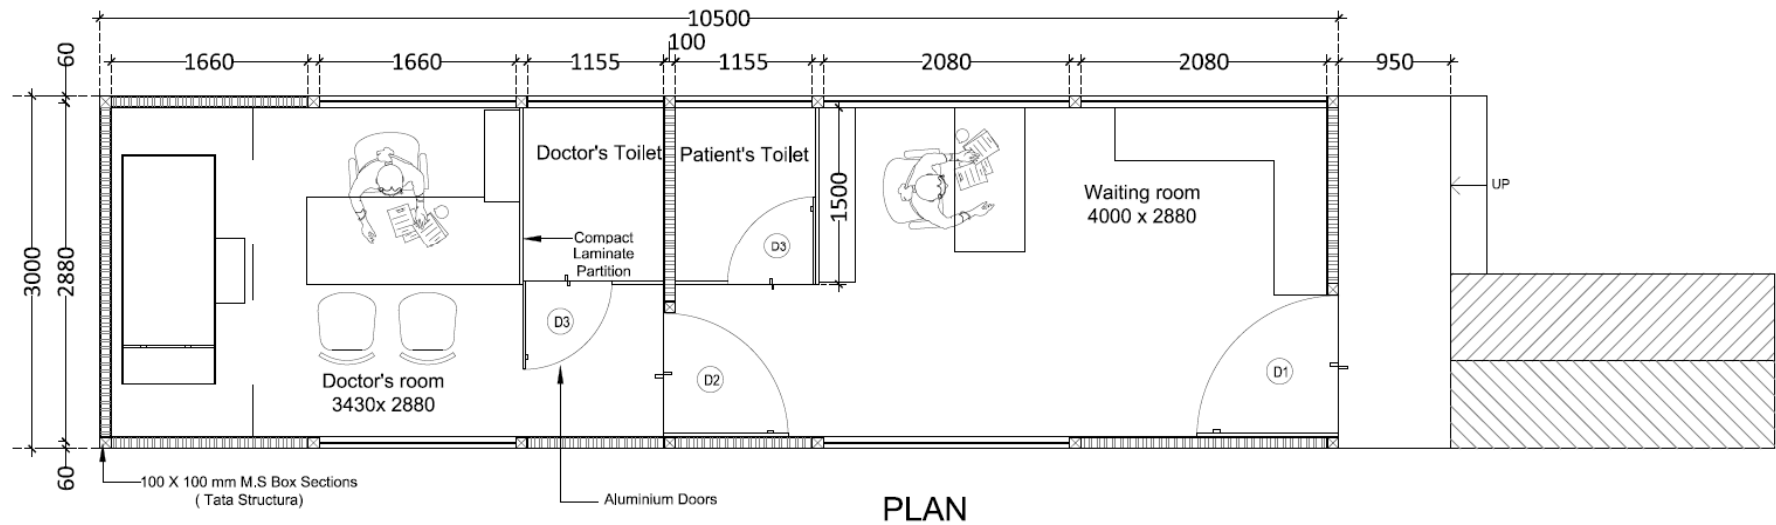 10500
100
60
1660
1660
1155
1155
2080
2080
950
Doctor's Toilet
Patient's Toilet
1500
Waiting room
4000 x 2880
UP
3000
2880
Compact
Laminate
Partition
D3
D3
D2
D1
Doctor's room
3430x 2880
60
100 X 100 mm M.S Box Sections
( Tata Structura)
Aluminium Doors
PLAN